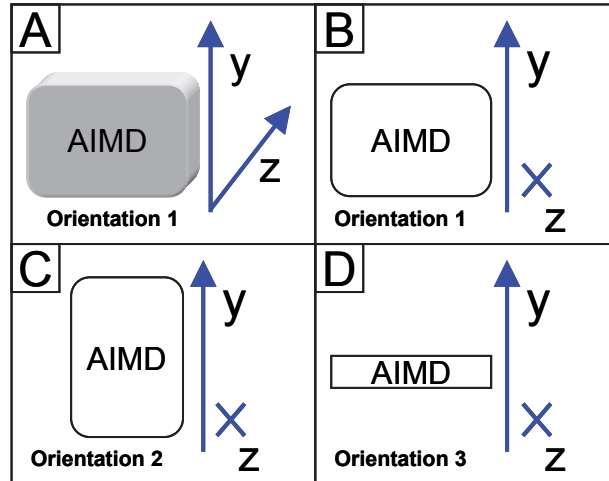 A
y
AIMD
z
Orientation 1
B
y
AIMD
z
Orientation 1
C
y
AIMD
z
Orientation 2
D
y
AIMD
z
Orientation 3